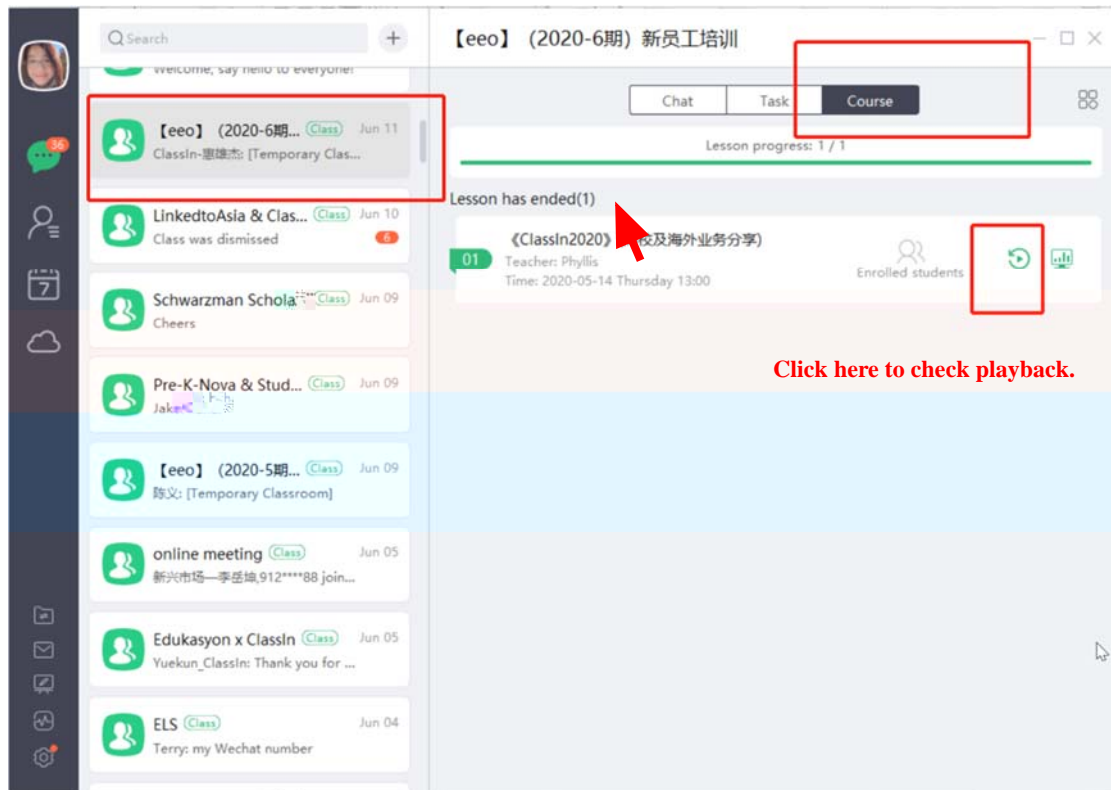 Search
【eeo】 (2020-6期) 新员工培训
Welcome, say hello to everyone!
Chat Task Course
【eeo】 (2020-6期... Class Jun 11
ClassIn-惠雄杰: [Temporary Clas...
36
Lesson progress: 1 / 1
Lesson has ended(1)
LinkedtoAsia & Clas... Class Jun 10
Class was dismissed 6
01
《ClassIn2020》 校及海外业务分享)
Teacher: Phyllis
Time: 2020-05-14 Thursday 13:00
Enrolled students
7
Schwarzman Schola Class Jun 09
Cheers
Click here to check playback.
Pre-K-Nova & Stud... Class Jun 09
【eeo】 (2020-5期... Class Jun 09
陈义: [Temporary Classroom]
online meeting Class Jun 05
新兴市场—李岳坤,912****88 join...
Edukasyon x ClassIn Class Jun 05
Yuekun_ClassIn: Thank you for ...
ELS Class Jun 04
Terry: my Wechat number